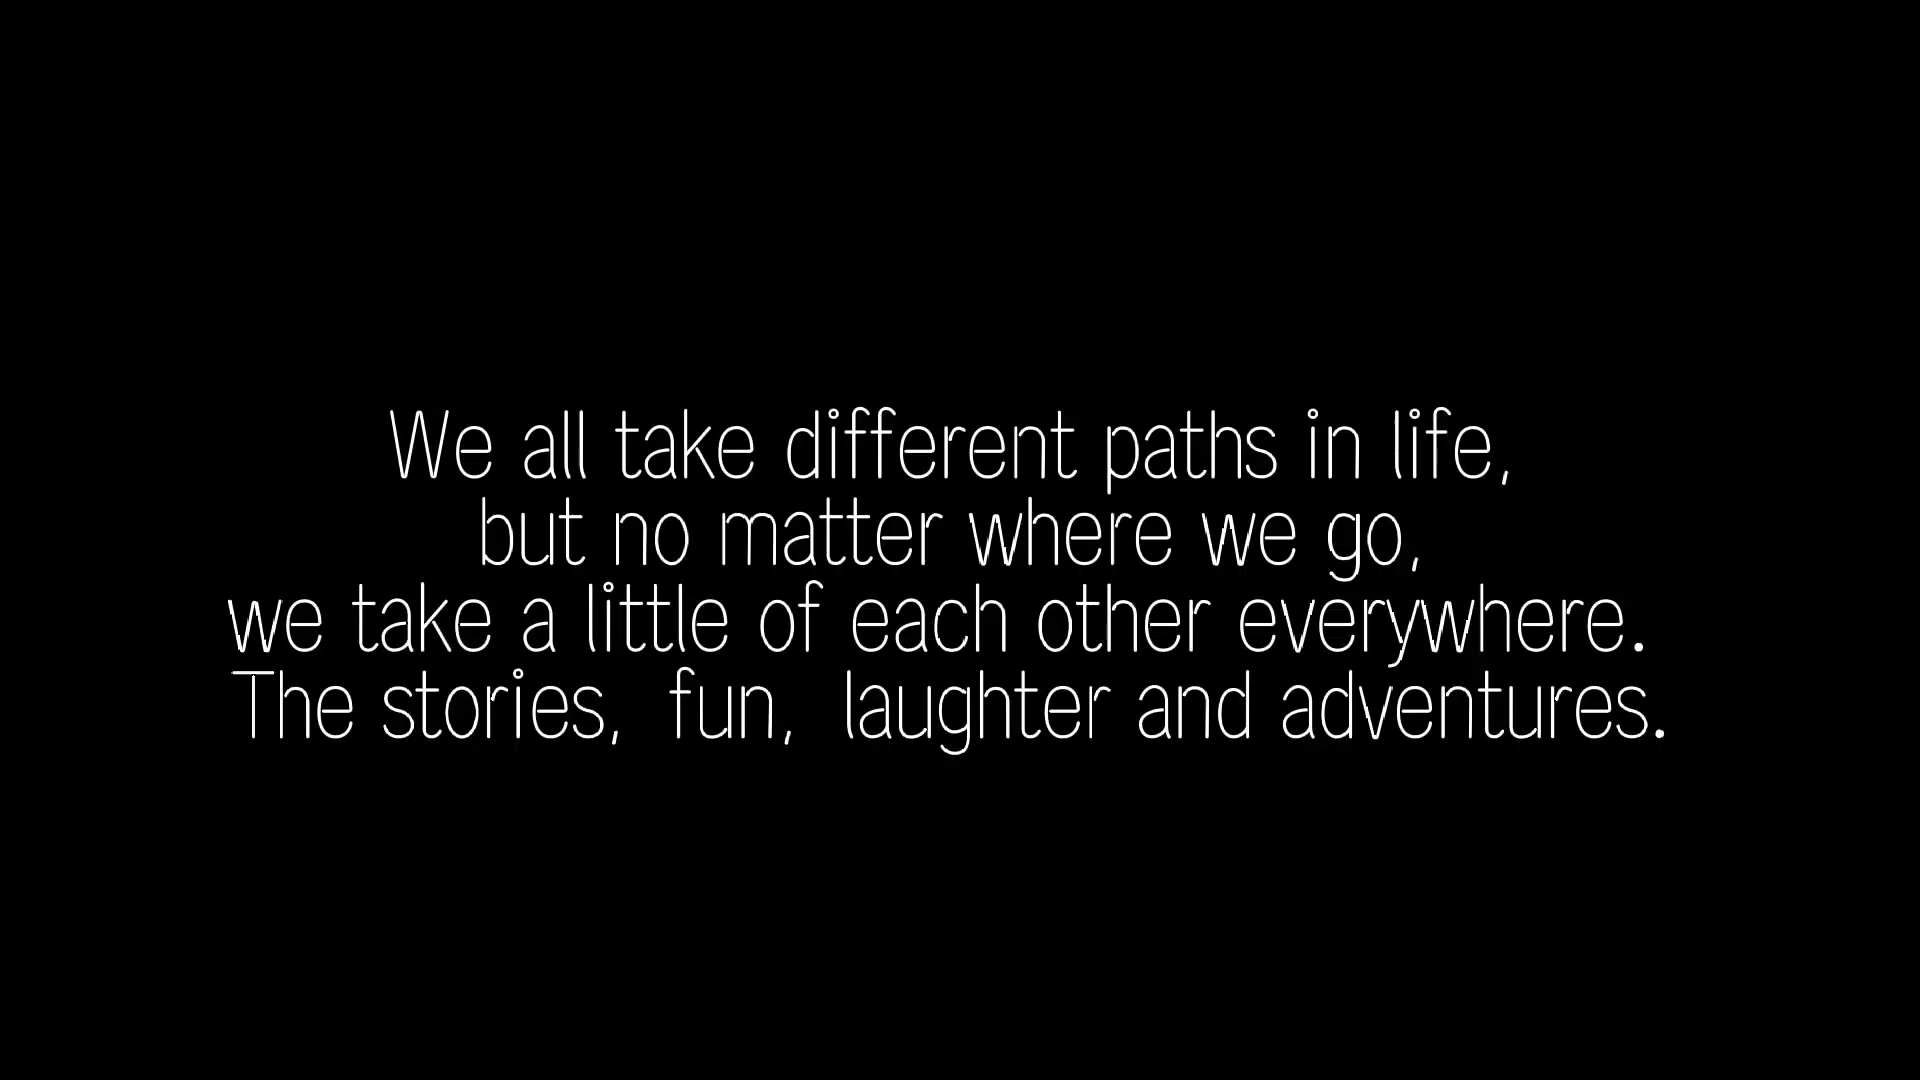 We all take different paths in life,
but no matter where we go,
we take a little of each other everywhere.
The stories, fun, laughter and adventures.